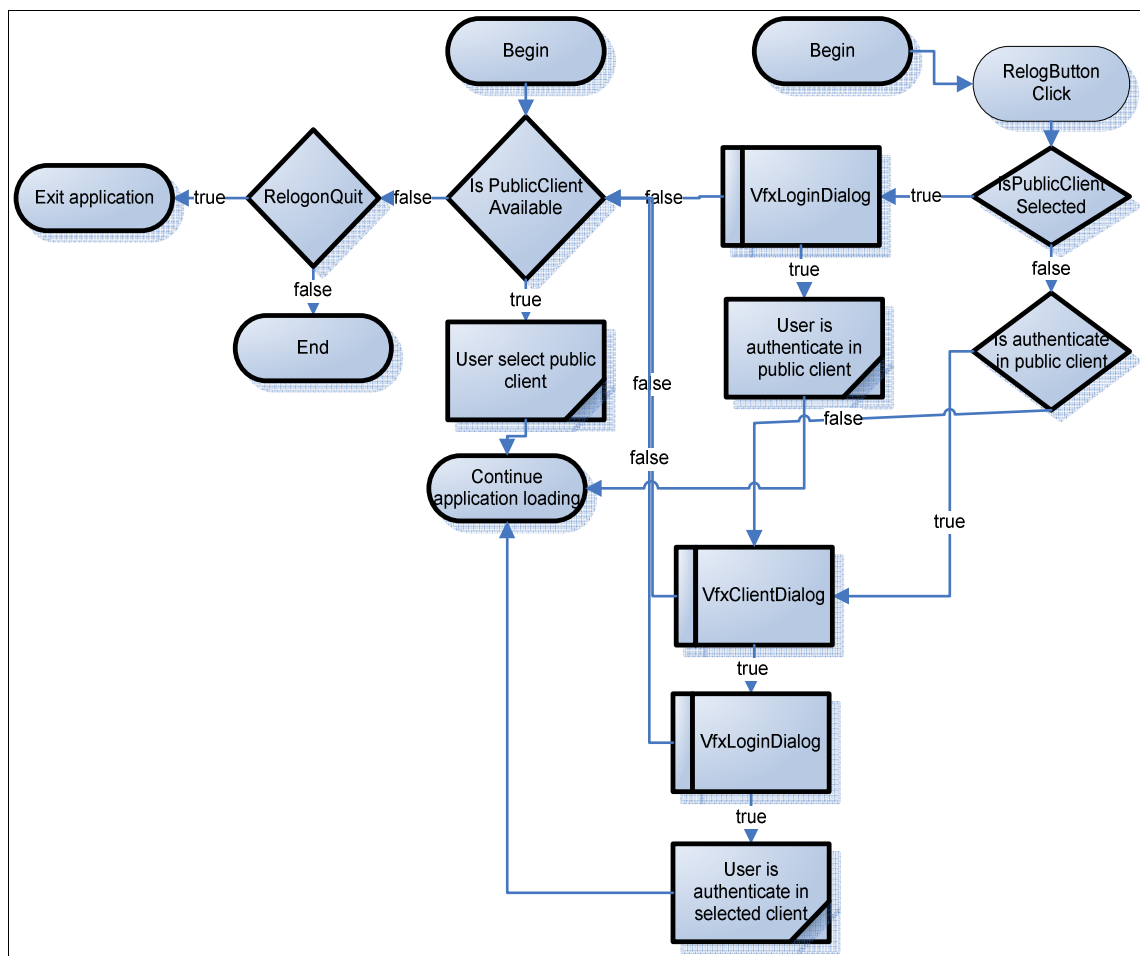 Begin
Begin
RelogButton
Click
Exit application
true
RelogonQuit
false
Is PublicClient
Available
false
VfxLoginDialog
true
IsPublicClient
Selected
false
true
true
false
End
User select public
client
User is
authenticate in
public client
Is authenticate
in public client
false
false
false
Continue
application loading
true
VfxClientDialog
true
VfxLoginDialog
true
User is
authenticate in
selected client